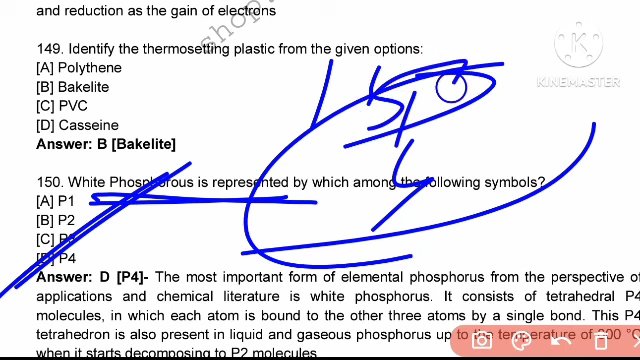 and reduction as the gain of electrons
shop.
149. Identify the thermosetting plastic from the given options:
[A] Polythene
[B] Bakelite
[C] PVC
[D] Casseine
Answer: B [Bakelite]
KINEMASTER
150. White Phosphorous is represented by which among the following symbols?
[A] P1
[B] P2
[C] P3
[D] P4
Answer: D [P4]- The most important form of elemental phosphorus from the perspective of
applications and chemical literature is white phosphorus. It consists of tetrahedral P4
molecules, in which each atom is bound to the other three atoms by a single bond. This P4
tetrahedron is also present in liquid and gaseous phosphorus up to the temperature of 800 °C
when it starts decomposing to P2 molecules.